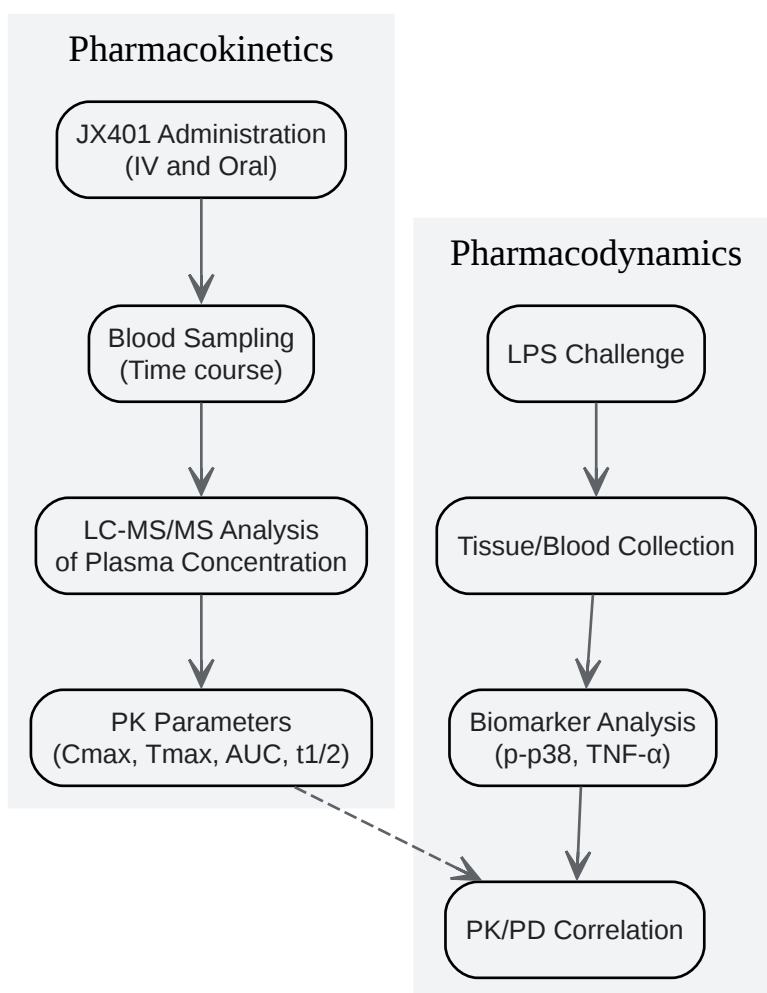 Pharmacokinetics
JX401 Administration
(IV and Oral)
Blood Sampling
(Time course)
LC-MS/MS Analysis
of Plasma Concentration
PK Parameters
(Cmax, Tmax, AUC, t1/2)
Pharmacodynamics
LPS Challenge
Tissue/Blood Collection
Biomarker Analysis
(p-p38, TNF-α)
PK/PD Correlation